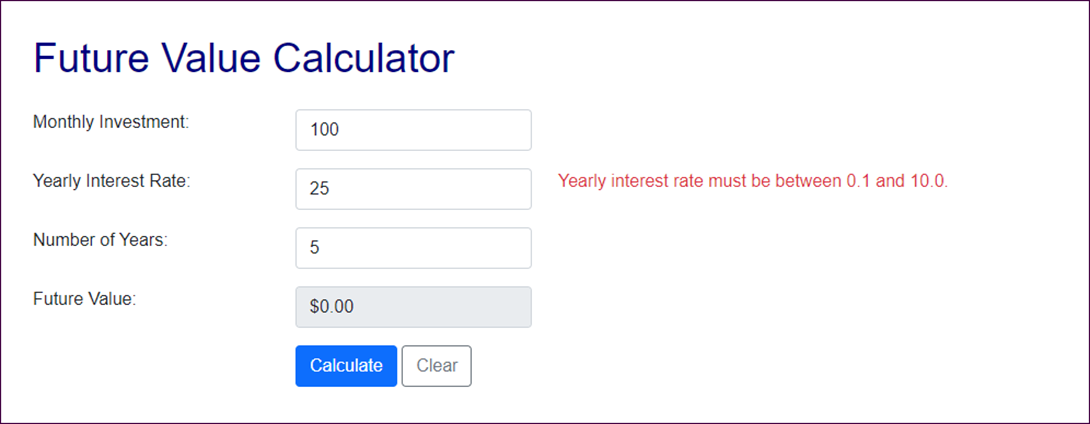 Future Value Calculator
Monthly Investment: 100
Yearly Interest Rate: 25 Yearly interest rate must be between 0.1 and 10.0.
Number of Years: 5
Future Value: $0.00
Calculate Clear